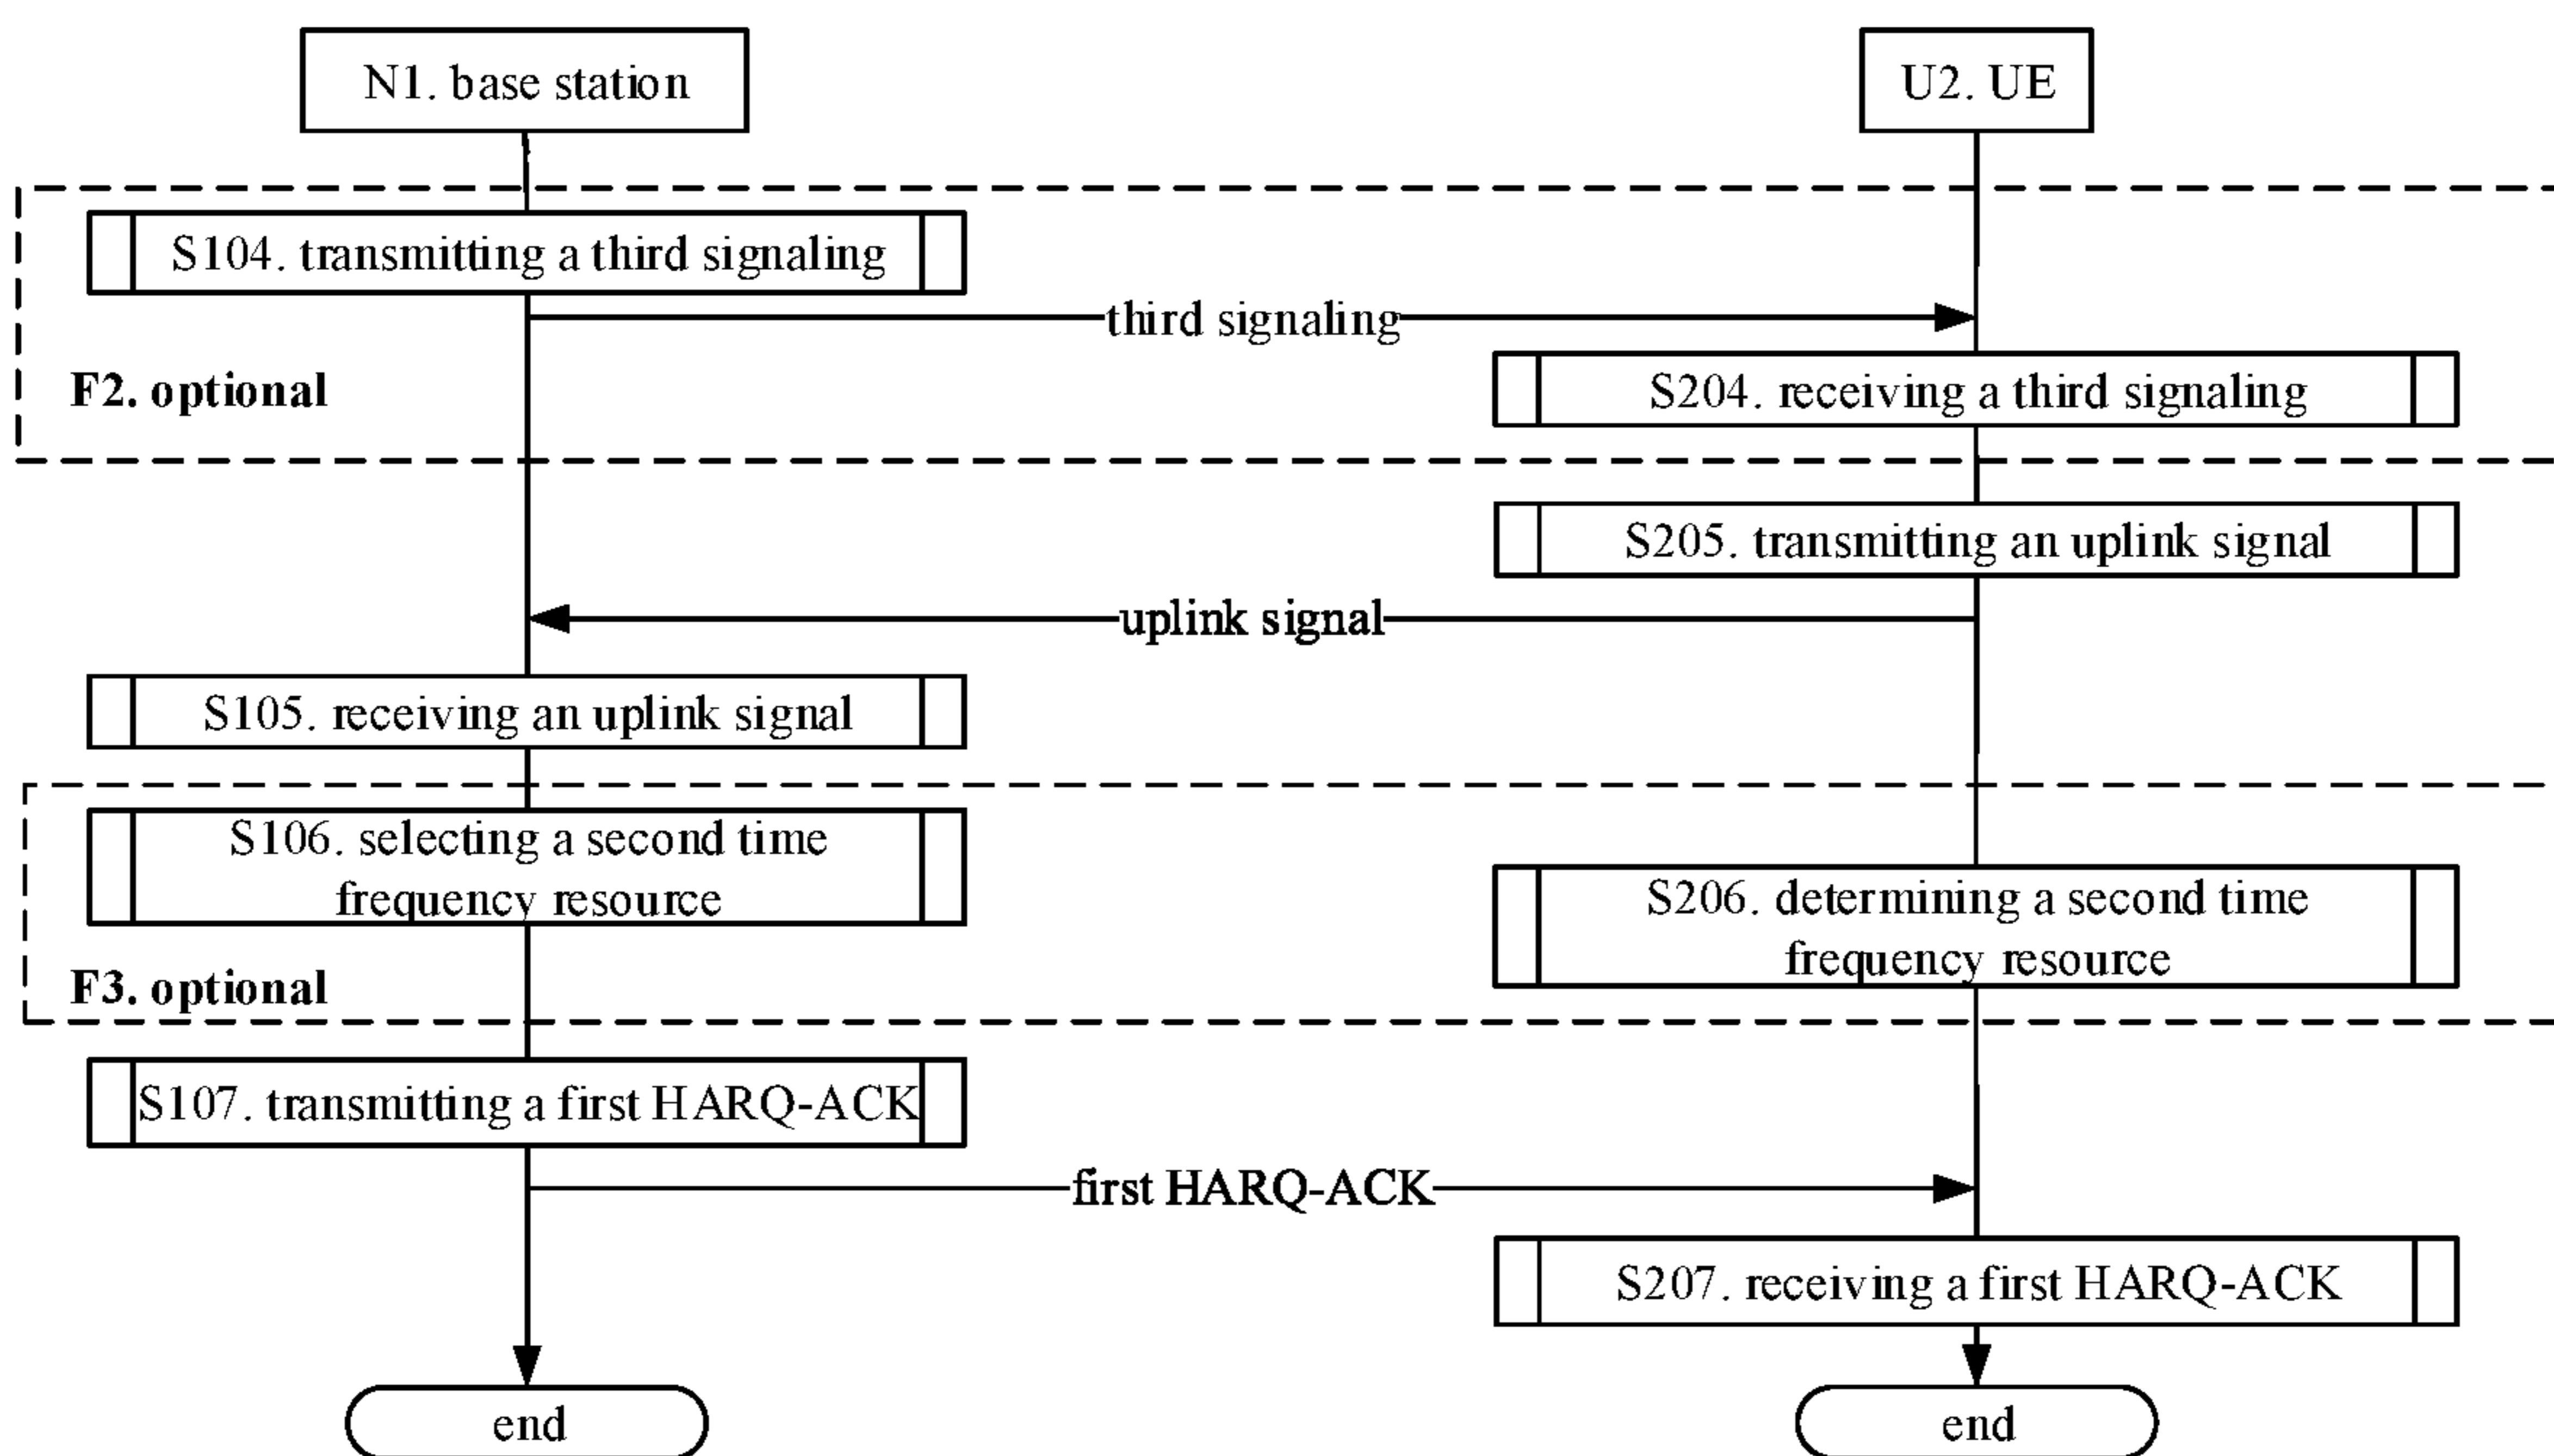 N1. base station
U2. UE
S104. transmitting a third signaling
third signaling
F2. optional
S204. receiving a third signaling
S205. transmitting an uplink signal
uplink signal
S105. receiving an uplink signal
S106. selecting a second time
frequency resource
S206. determining a second time
frequency resource
F3. optional
S107. transmitting a first HARQ-ACK
first HARQ-ACK
S207. receiving a first HARQ-ACK
end
end